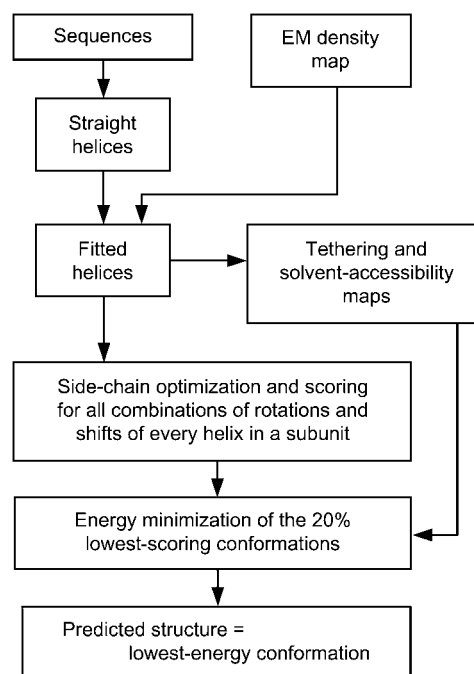 Sequences
EM density
map
Straight
helices
Fitted
helices
Tethering and
solvent-accessibility
maps
Side-chain optimization and scoring
for all combinations of rotations and
shifts of every helix in a subunit
Energy minimization of the 20%
lowest-scoring conformations
Predicted structure =
lowest-energy conformation